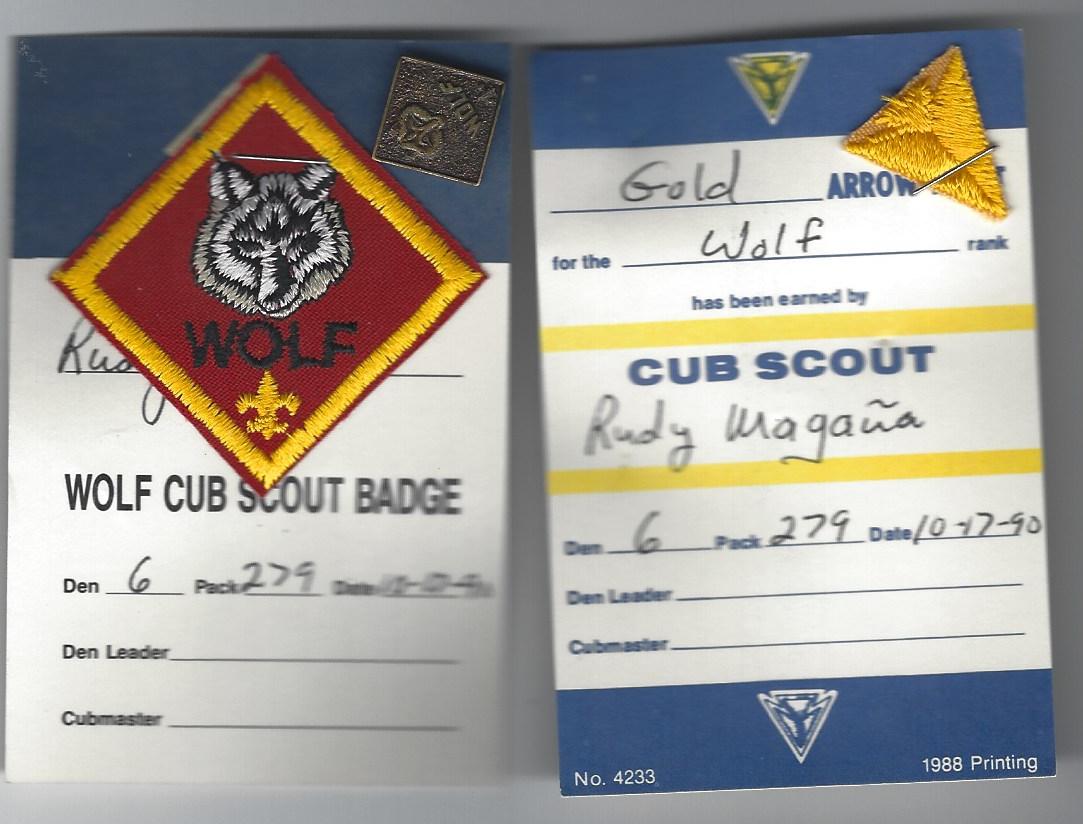 WOLF
WOLF
WOLF CUB SCOUT BADGE
Den 6 Pack 279 Date
Den Leader
Cubmaster
Gold ARROW
for the Wolf rank
has been earned by
CUB SCOUT
Rudy Magaña
Den 6 Pack 279 Date 10-17-90
Den Leader
Cubmaster
No. 4233 1988 Printing